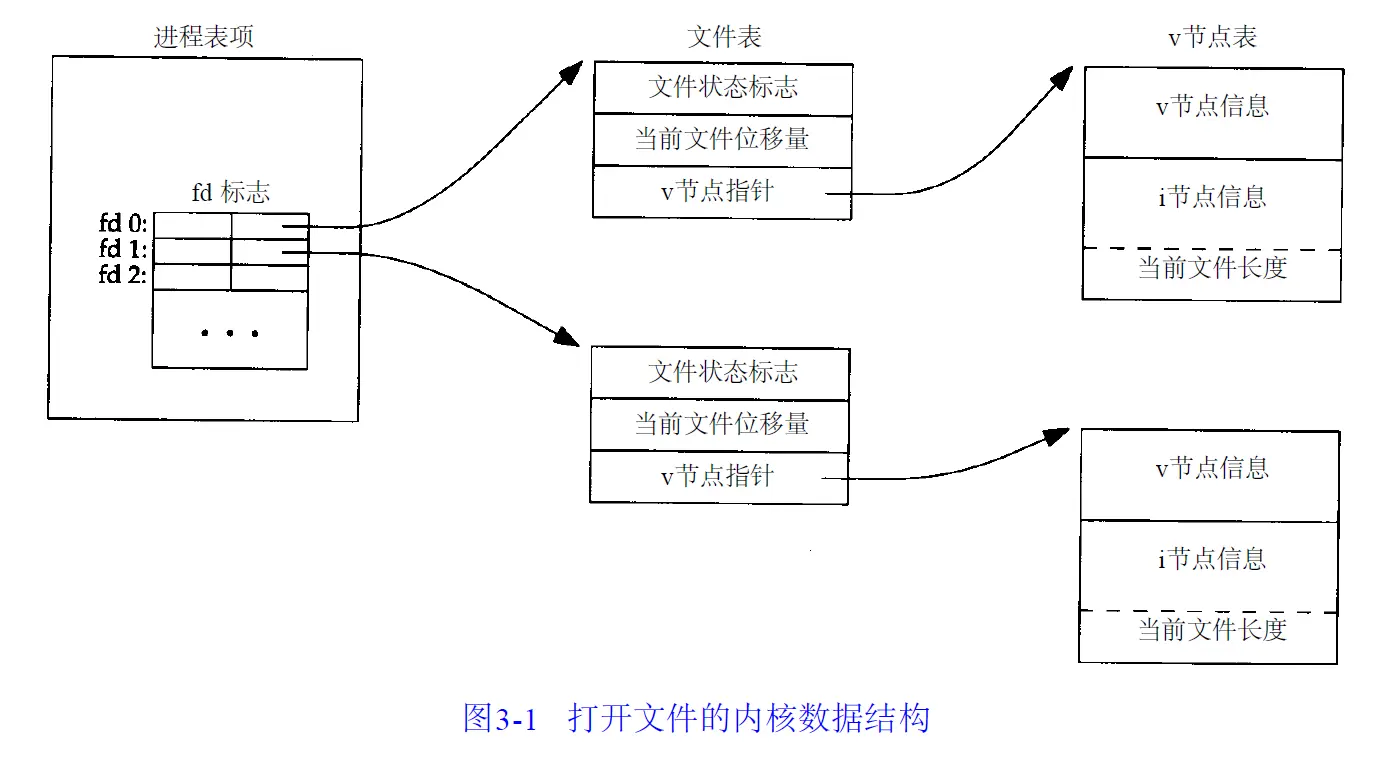 进程表项
fd 标志
fd 0:
fd 1:
fd 2:
• • •
文件表
文件状态标志
当前文件位移量
v节点指针
文件状态标志
当前文件位移量
v节点指针
v节点表
v节点信息
i节点信息
当前文件长度
v节点信息
i节点信息
当前文件长度
图3-1 打开文件的内核数据结构